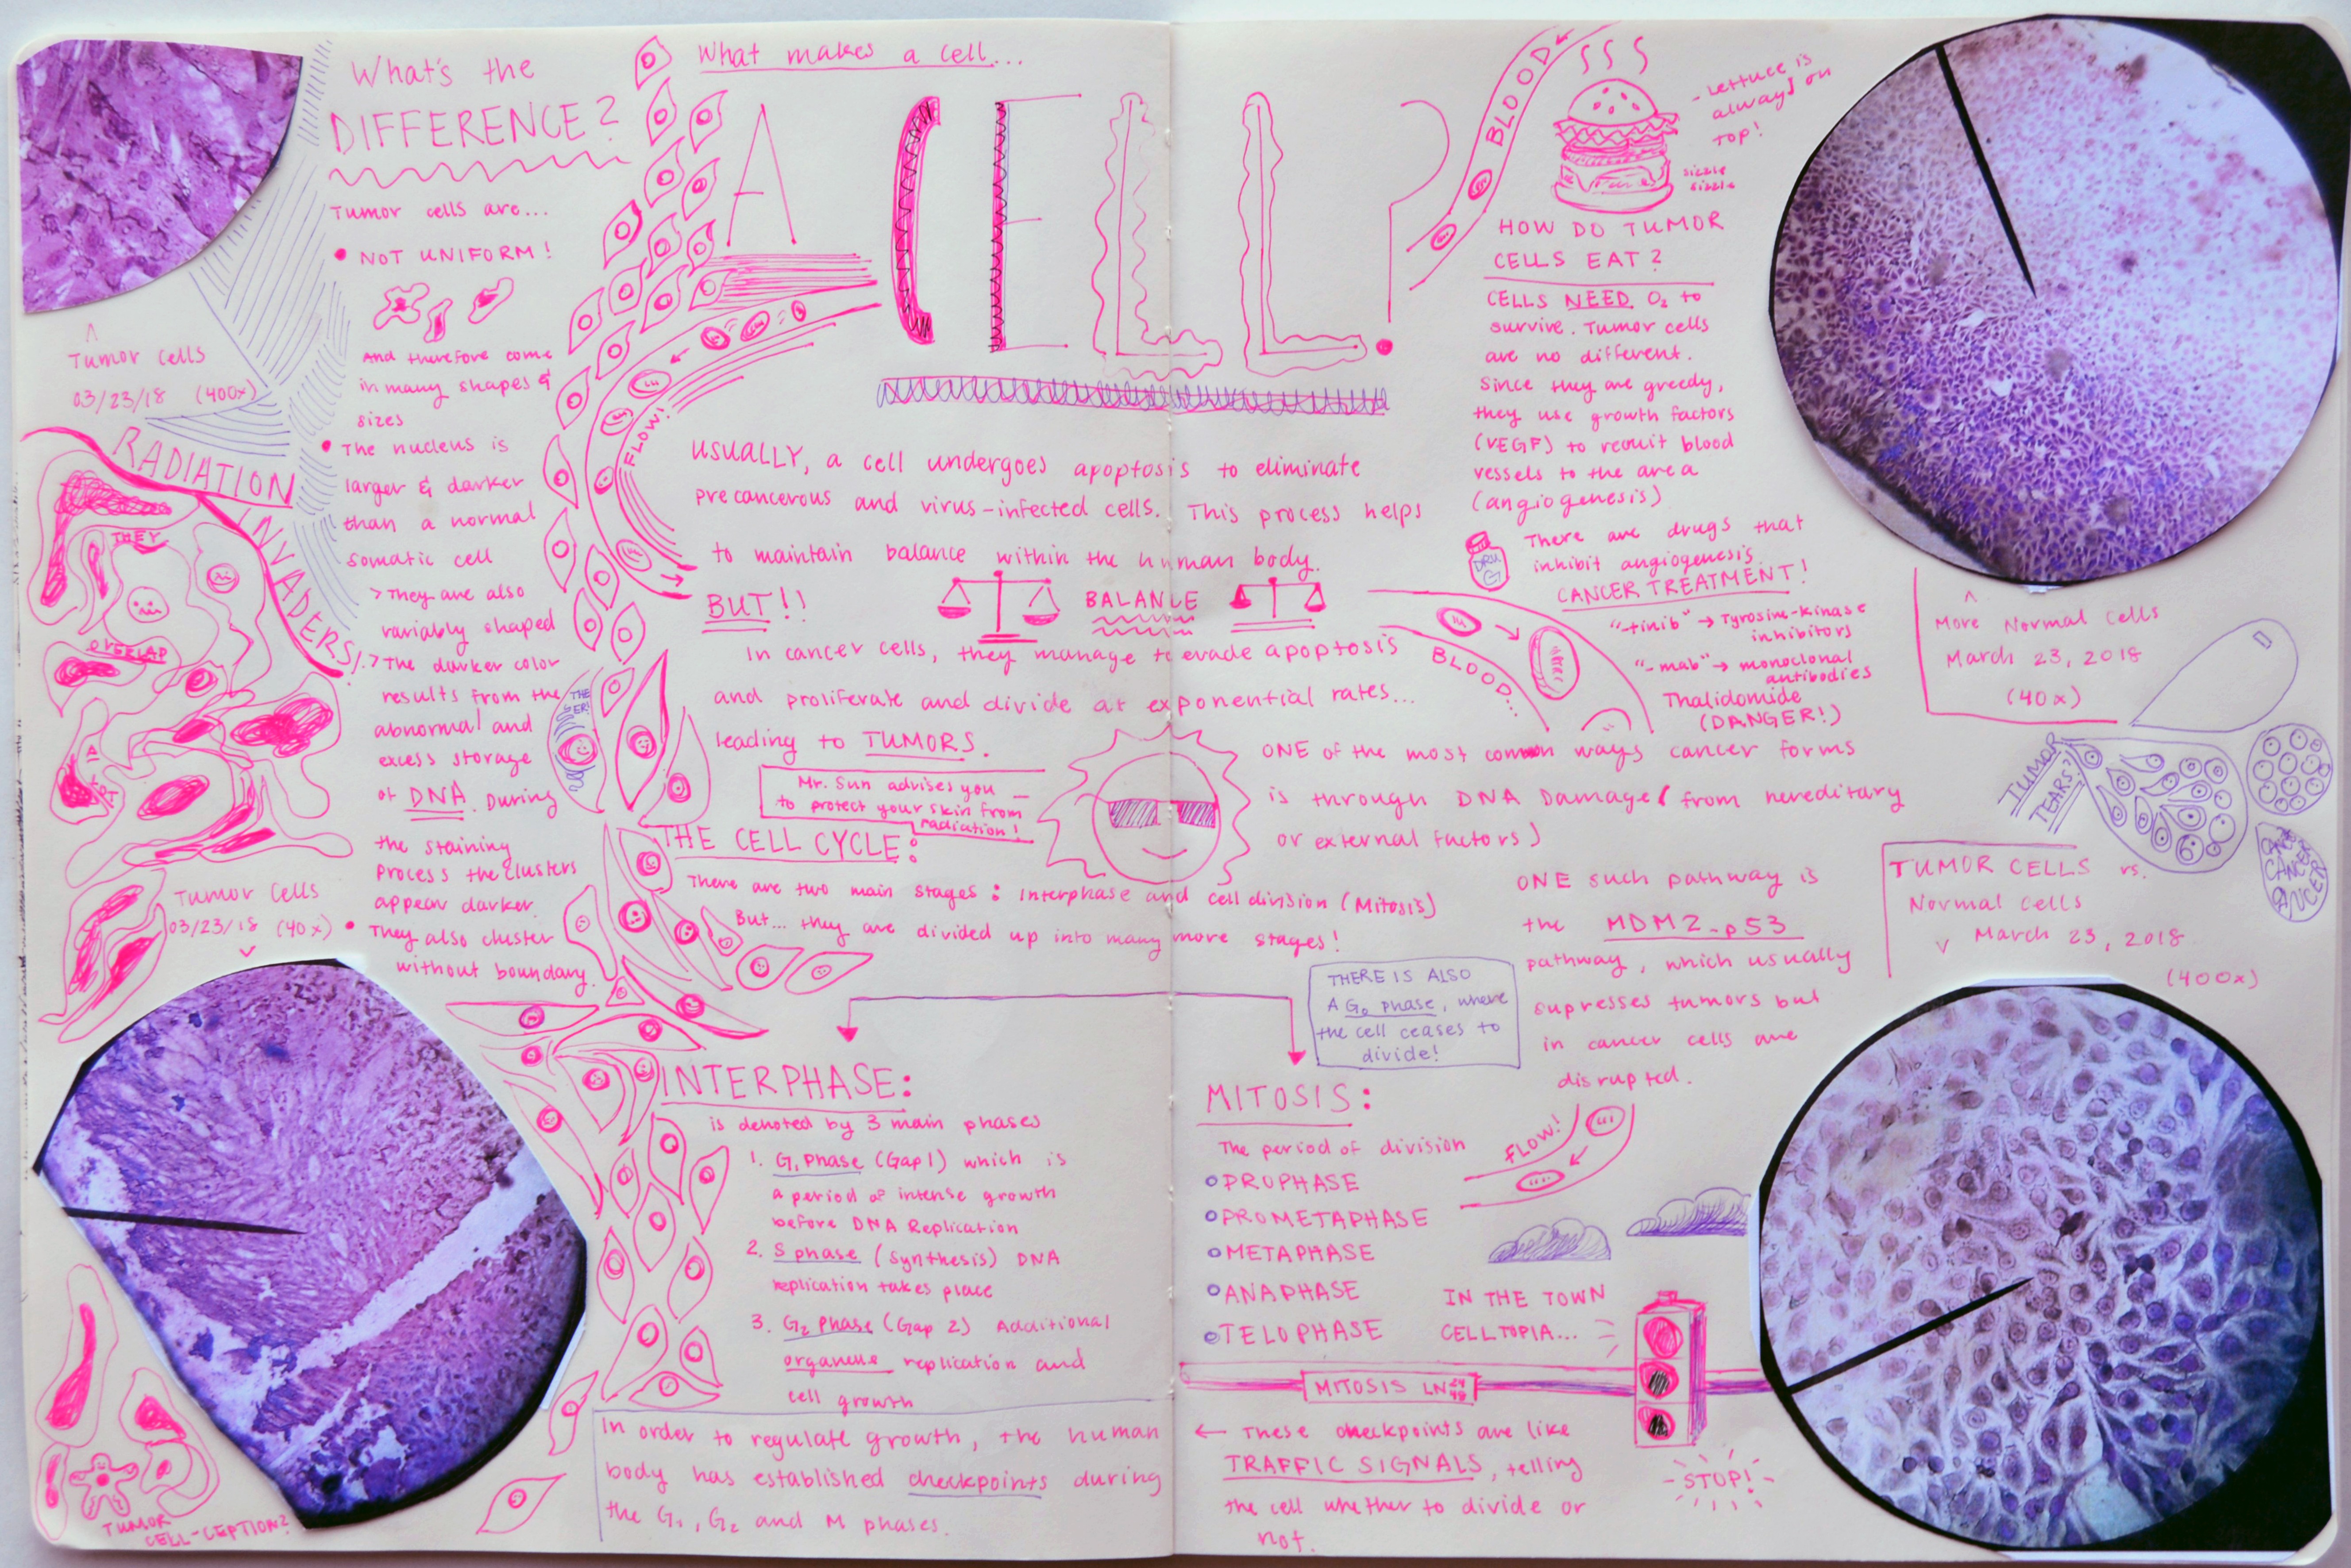 What's the
DIFFERENCE?
Tumor cells are...
• NOT UNIFORM!
And therefore come
in many shapes &
sizes
• The nucleus is
larger & darker
than a normal
somatic cell
> They are also
variably shaped
> The darker color
results from the
abnormal and
excess storage
of DNA. During
the staining
process the clusters
appear darker.
• They also cluster
without boundary.
^
Tumor Cells
03/23/18 (400x)
RADIATION
INVADERS!
THEY
OVERLAP
A
LOT
Tumor Cells
03/23/18 (40x)
TUMOR
CELL-CEPTION?
What makes a cell...
A CELL?
FLOW!
USUALLY, a cell undergoes apoptosis to eliminate
precancerous and virus-infected cells. This process helps
to maintain balance within the human body.
BUT!!
BALANCE
In cancer cells, they manage to evade apoptosis
and proliferate and divide at exponential rates...
leading to TUMORS.
THE
GER!
Mr. Sun advises you
to protect your skin from
radiation!
THE CELL CYCLE:
There are two main stages: Interphase and cell division (Mitosis)
But... they are divided up into many more stages!
INTERPHASE:
is denoted by 3 main phases
1. G₁ phase (Gap 1) which is
a period of intense growth
before DNA Replication
2. S phase (Synthesis) DNA
replication takes place
3. G₂ phase (Gap 2) Additional
organelle replication and
cell growth
In order to regulate growth, the human
body has established checkpoints during
the G₁, G₂ and M phases.
BLOOD
- Lettuce is
always on
top!
sizzle
sizzle
HOW DO TUMOR
CELLS EAT?
CELLS NEED O₂ to
survive. Tumor cells
are no different.
Since they are greedy,
they use growth factors
(VEGF) to recruit blood
vessels to the area
(angiogenesis)
DRUG
There are drugs that
inhibit angiogenesis.
CANCER TREATMENT!
"-tinib" → Tyrosine-kinase
inhibitors
"-mab" → monoclonal
antibodies
Thalidomide
(DANGER!)
BLOOD...
ONE of the most common ways cancer forms
is through DNA Damage (from hereditary
or external factors)
ONE such pathway is
the MDM2-p53
pathway, which usually
supresses tumors but
in cancer cells are
disrupted.
THERE IS ALSO
A G₀ phase, where
the cell ceases to
divide!
MITOSIS:
The period of division
PROPHASE
PROMETAPHASE
METAPHASE
ANAPHASE
TELOPHASE
FLOW!
IN THE TOWN
CELLTOPIA...
MITOSIS LN
← These checkpoints are like
TRAFFIC SIGNALS, telling
the cell whether to divide or
not.
STOP!
^
More Normal Cells
March 23, 2018
(40x)
TUMOR
TEARS?
CANCER
TUMOR CELLS vs.
Normal Cells
March 23, 2018
(400x)